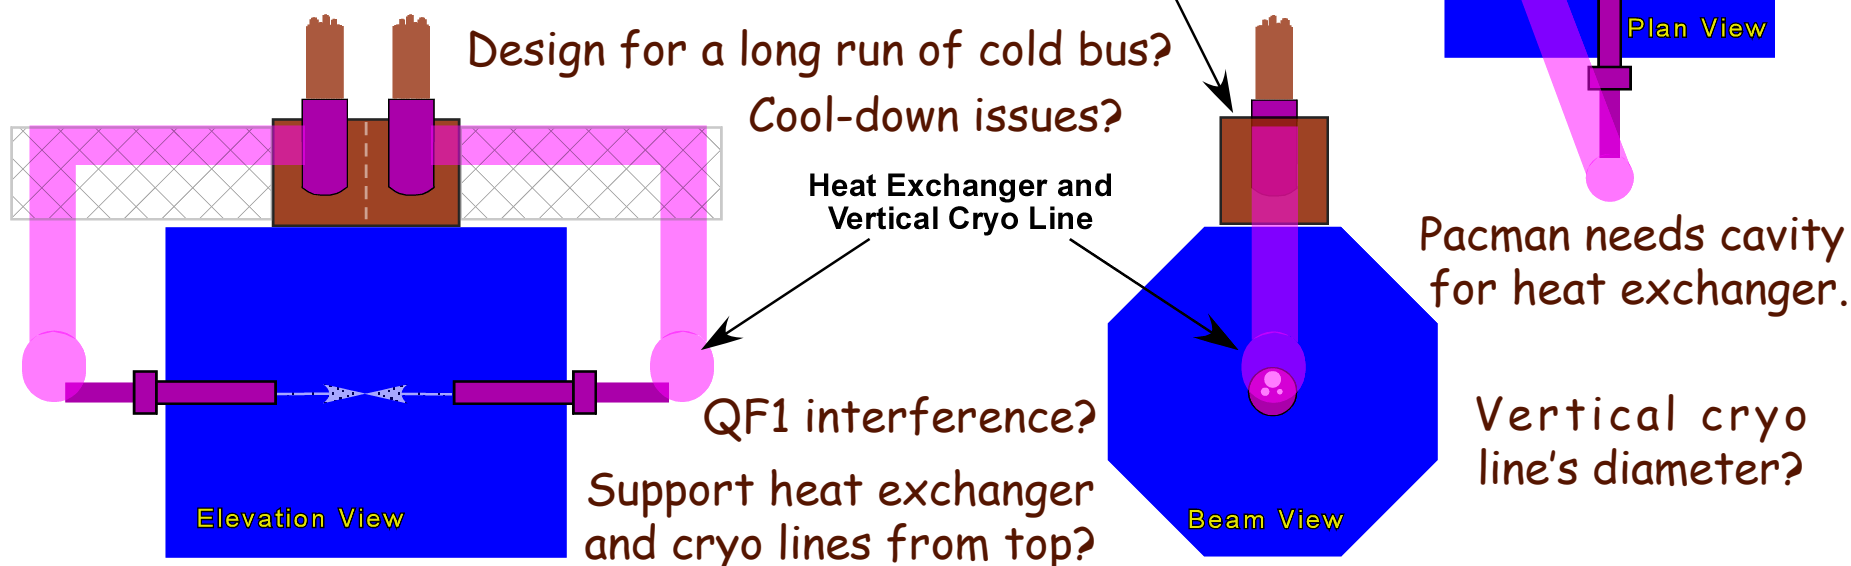 Design for a long run of cold bus?
Cool-down issues?
Heat Exchanger and
Vertical Cryo Line
QF1 interference?
Support heat exchanger
and cryo lines from top?
Elevation View
Beam View
Plan View
Pacman needs cavity
for heat exchanger.
Vertical cryo
line's diameter?